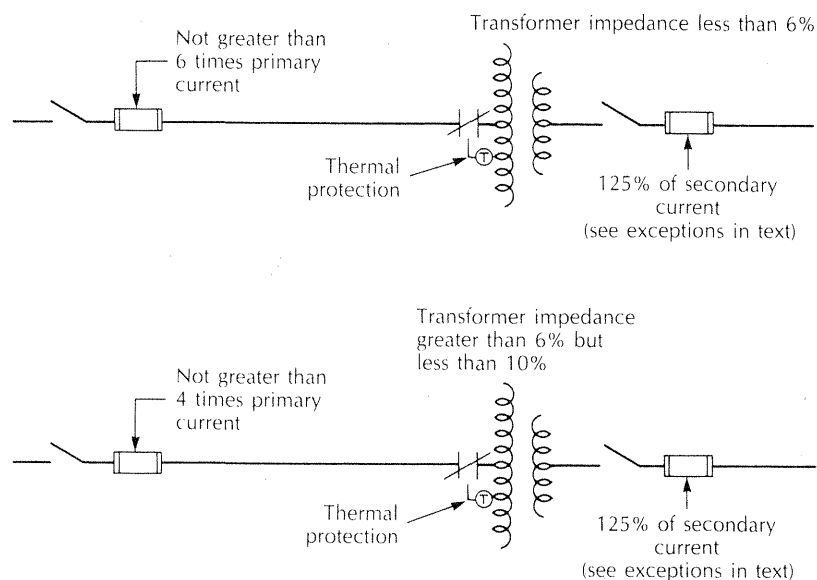 Transformer impedance less than 6%
Not greater than
6 times primary
current
T
Thermal
protection
125% of secondary
current
(see exceptions in text)
Transformer impedance
greater than 6% but
less than 10%
Not greater than
4 times primary
current
T
Thermal
protection
125% of secondary
current
(see exceptions in text)